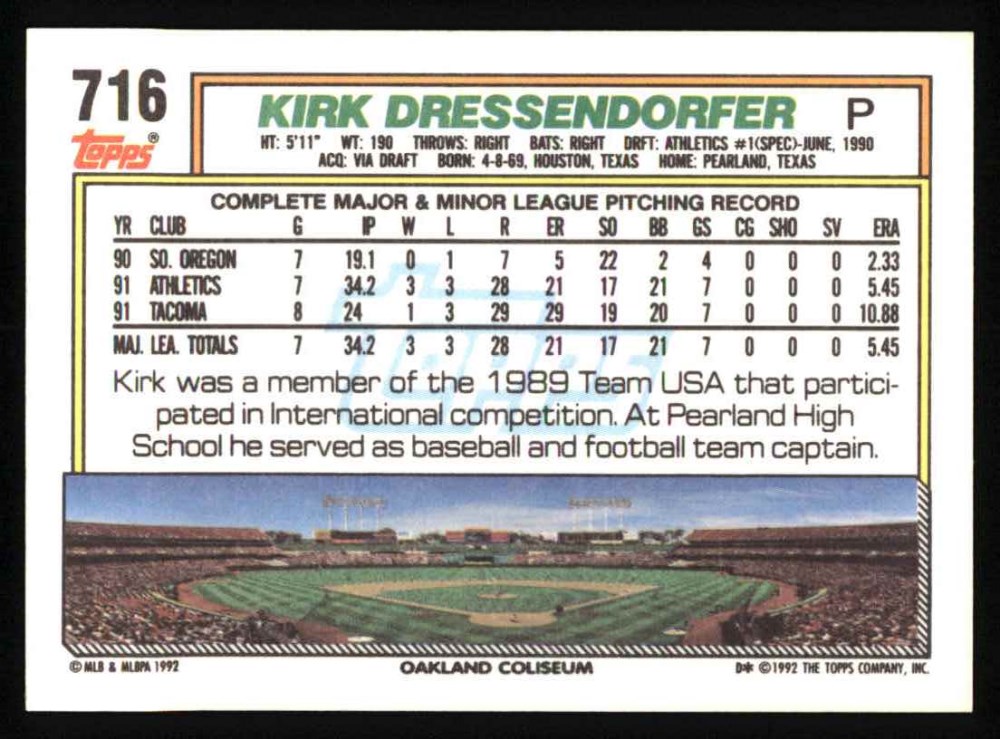 716
Topps®
KIRK DRESSENDORFER P
HT: 5'11" WT: 190 THROWS: RIGHT BATS: RIGHT DRFT: ATHLETICS #1(SPEC)-JUNE, 1990
ACQ: VIA DRAFT BORN: 4-8-69, HOUSTON, TEXAS HOME: PEARLAND, TEXAS
COMPLETE MAJOR & MINOR LEAGUE PITCHING RECORD
YR CLUB G IP W L R ER SO BB GS CG SHO SV ERA
90 SO. OREGON 7 19.1 0 1 7 5 22 2 4 0 0 0 2.33
91 ATHLETICS 7 34.2 3 3 28 21 17 21 7 0 0 0 5.45
91 TACOMA 8 24 1 3 29 29 19 20 7 0 0 0 10.88
MAJ. LEA. TOTALS 7 34.2 3 3 28 21 17 21 7 0 0 0 5.45
Topps
Kirk was a member of the 1989 Team USA that partici-
pated in International competition. At Pearland High
School he served as baseball and football team captain.
© MLB & MLBPA 1992 OAKLAND COLISEUM D* © 1992 THE TOPPS COMPANY, INC.